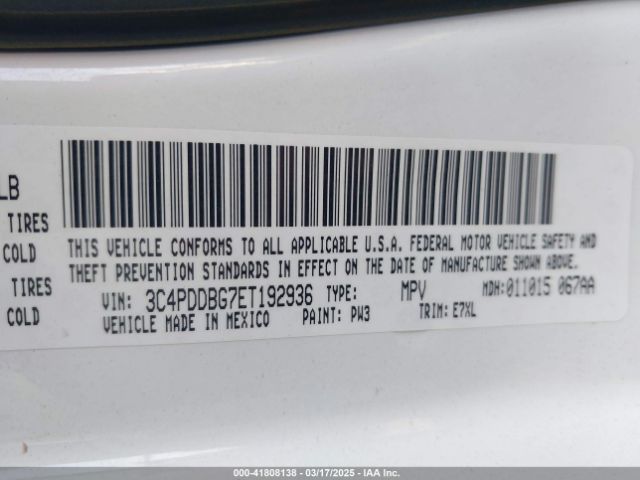 LB
TIRES
COLD
TIRES
COLD
THIS VEHICLE CONFORMS TO ALL APPLICABLE U.S.A. FEDERAL MOTOR VEHICLE SAFETY AND
THEFT PREVENTION STANDARDS IN EFFECT ON THE DATE OF MANUFACTURE SHOWN ABOVE.
VIN: 3C4PDDBG7ET192936 TYPE: MPV MDH:011015 067AA
VEHICLE MADE IN MEXICO PAINT: PW3 TRIM: E7XL
000-41808138 - 03/17/2025 - IAA Inc.